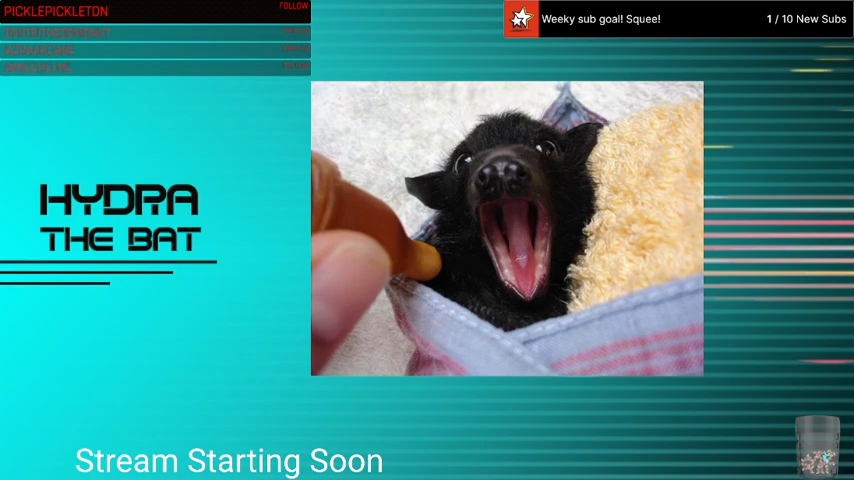 PICKLEPICKLETON
FOLLOW
Weeky sub goal! Squee!
1 / 10 New Subs
HYDRA
THE BAT
Stream Starting Soon